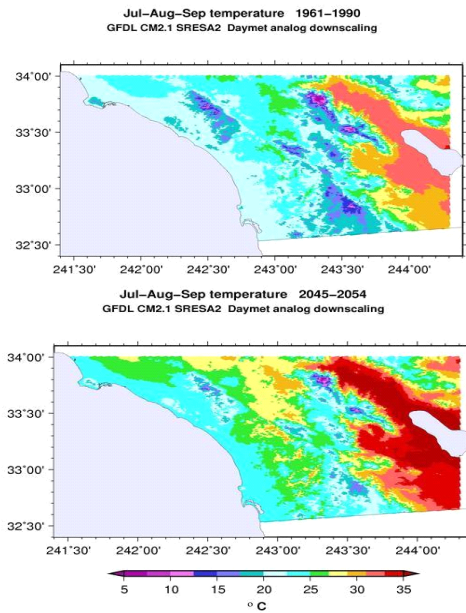 Jul-Aug-Sep temperature 1961-1990
GFDL CM2.1 SRESA2 Daymet analog downscaling
34°00'
33°30'
33°00'
32°30'
241°30' 242°00' 242°30' 243°00' 243°30' 244°00'
Jul-Aug-Sep temperature 2045-2054
GFDL CM2.1 SRESA2 Daymet analog downscaling
34°00'
33°30'
33°00'
32°30'
241°30' 242°00' 242°30' 243°00' 243°30' 244°00'
5 10 15 20 25 30 35
° C